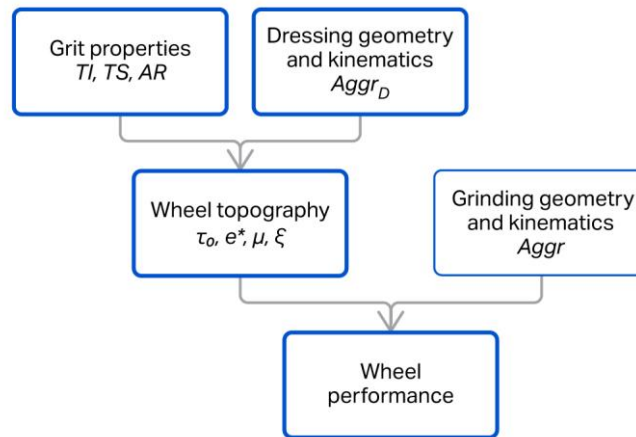 Grit properties
TI, TS, AR
Dressing geometry
and kinematics
Aggr_D
Wheel topography
τ₀, e*, μ, ξ
Grinding geometry
and kinematics
Aggr
Wheel
performance